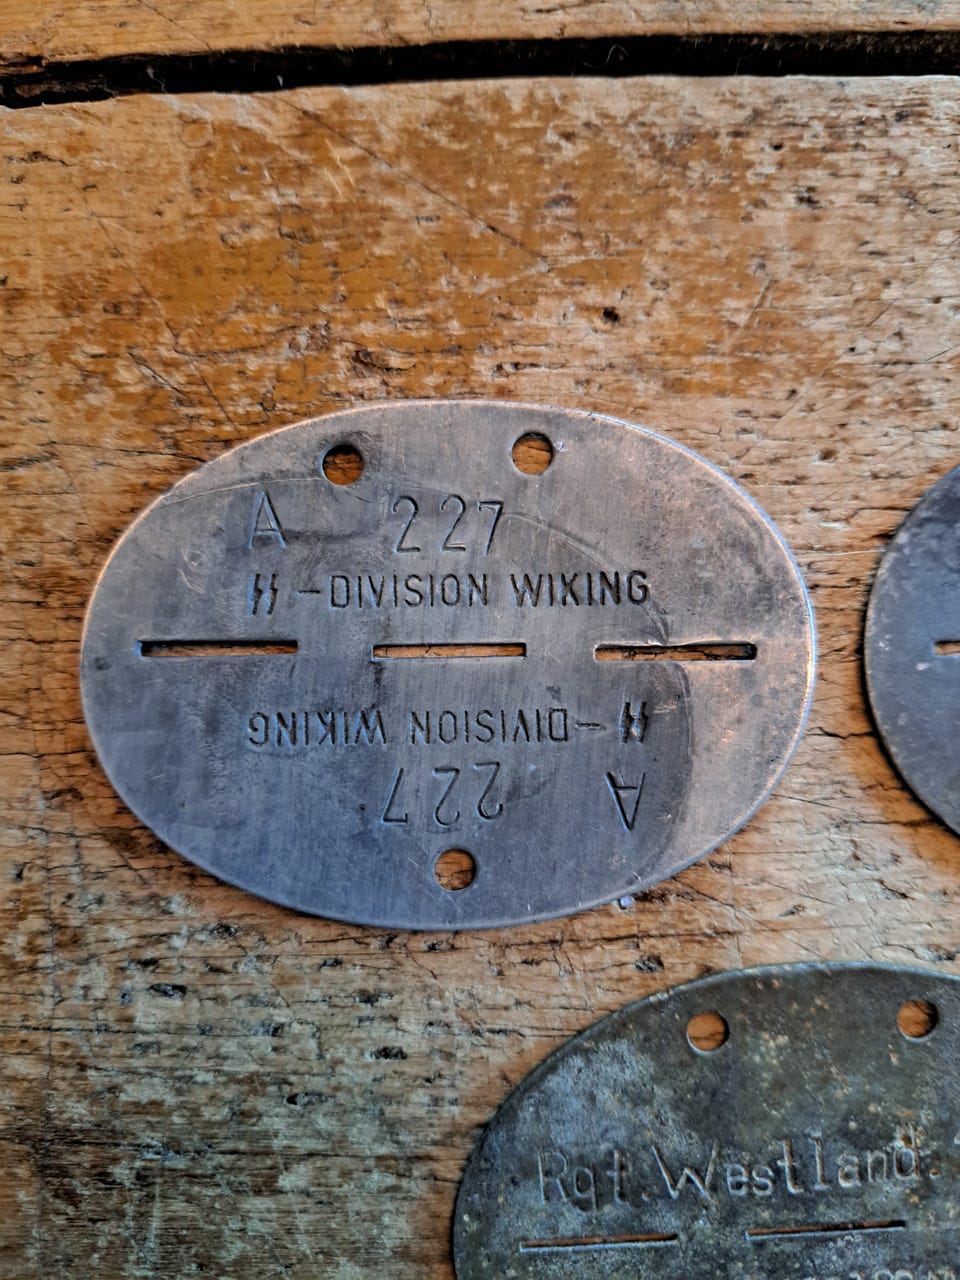 A 227
ᛋᛋ-DIVISION WIKING
ᛋᛋ-DIVISION WIKING
A 227
Rgt. Westland.